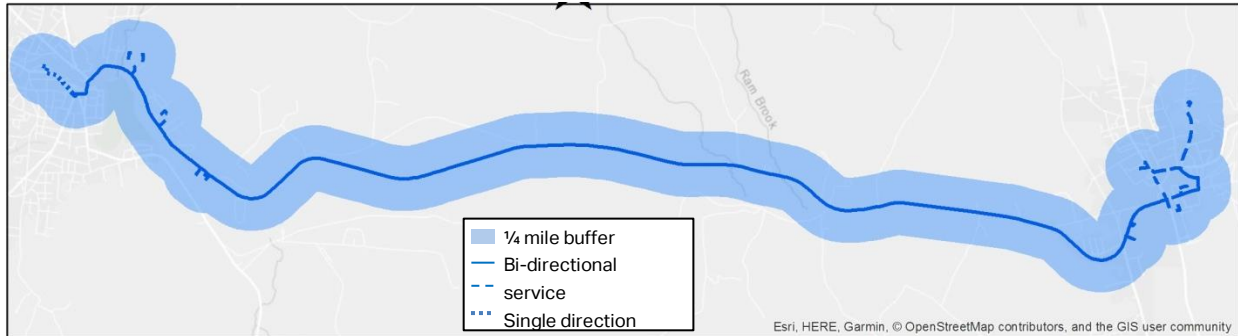 Ram Brook
¼ mile buffer
Bi-directional
service
Single direction
Esri, HERE, Garmin, © OpenStreetMap contributors, and the GIS user community